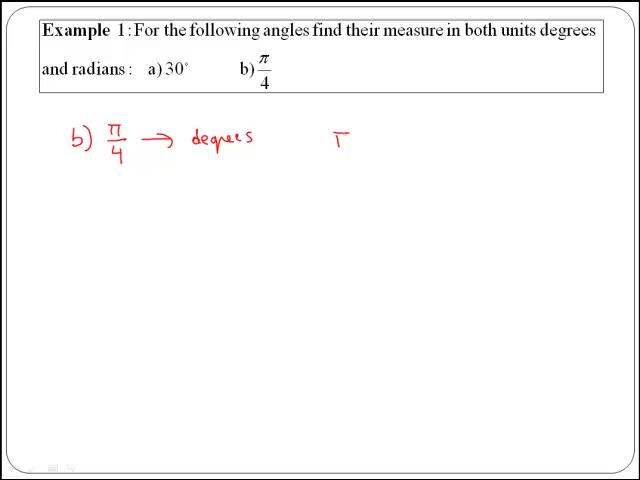 Example 1: For the following angles find their measure in both units degrees
and radians: a) 30° b) π/4
b) π/4 → degrees